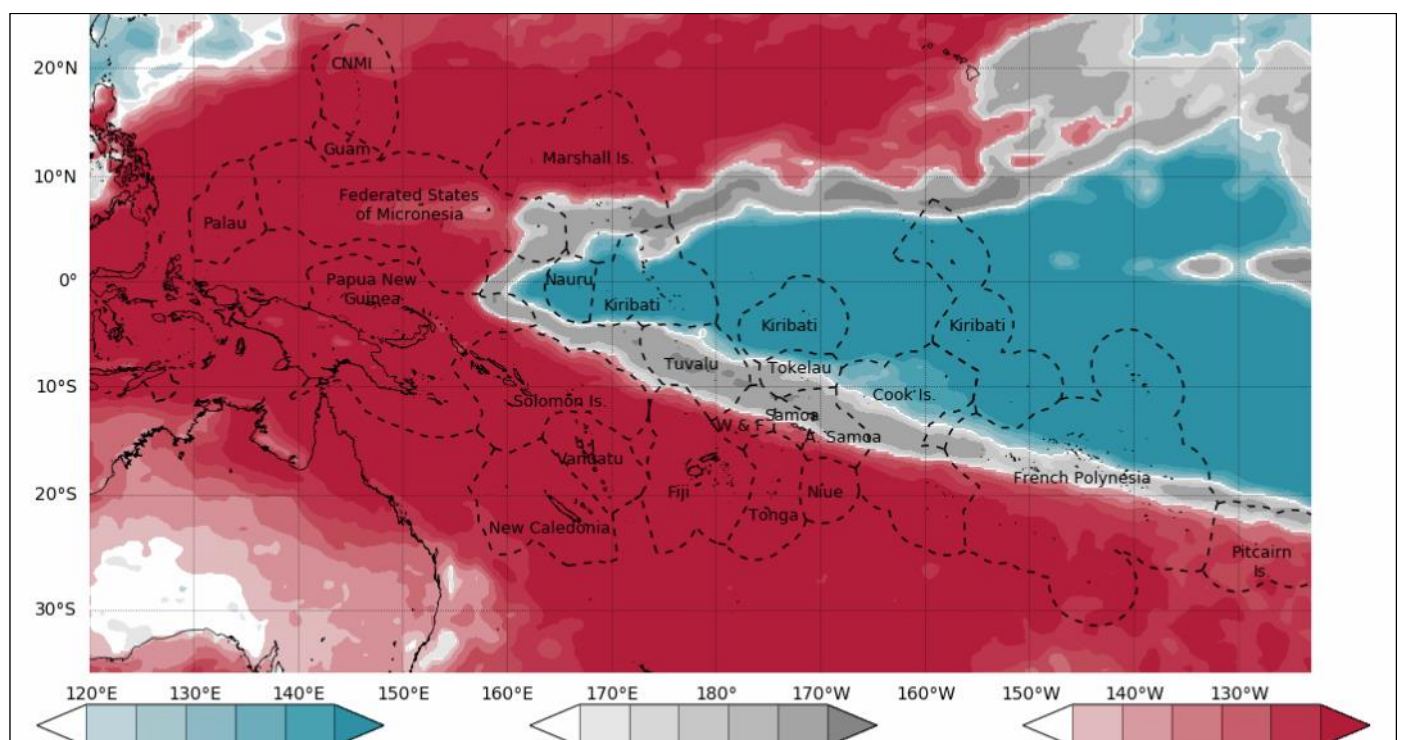 20°N
10°N
0°
10°S
20°S
30°S
CNMI
Guam
Marshall Is.
Federated States
of Micronesia
Palau
Papua New
Guinea
Nauru
Kiribati
Kiribati
Kiribati
Tuvalu
Tokelau
Cook Is.
Solomon Is.
Samoa
W & F
A. Samoa
Vanuatu
Fiji
Niue
French Polynesia
New Caledonia
Tonga
Pitcairn
Is.
120°E 130°E 140°E 150°E 160°E 170°E 180° 170°W 160°W 150°W 140°W 130°W